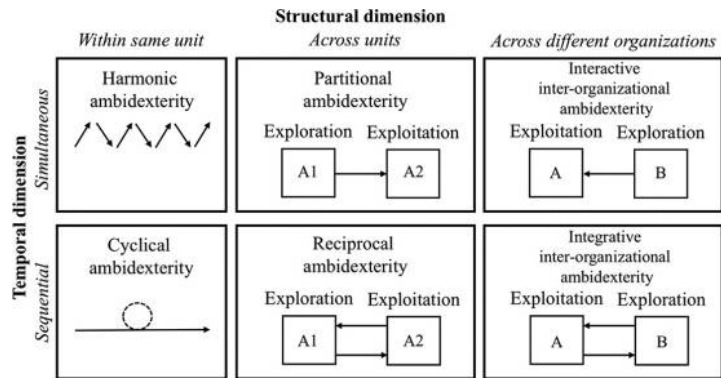 Structural dimension
Within same unit
Across units
Across different organizations
Temporal dimension
Simultaneous
Harmonic
ambidexterity
Partitional
ambidexterity
Exploration Exploitation
A1 A2
Interactive
inter-organizational
ambidexterity
Exploitation Exploration
A B
Sequential
Cyclical
ambidexterity
Reciprocal
ambidexterity
Exploration Exploitation
A1 A2
Integrative
inter-organizational
ambidexterity
Exploitation Exploration
A B